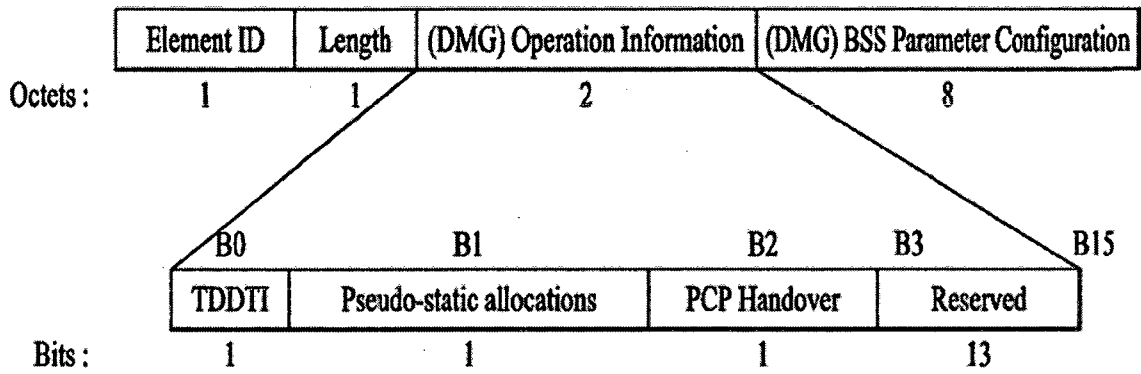 Element ID Length (DMG) Operation Information (DMG) BSS Parameter Configuration
Octets : 1 1 2 8
B0 B1 B2 B3 B15
TDDTI Pseudo-static allocations PCP Handover Reserved
Bits : 1 1 1 13